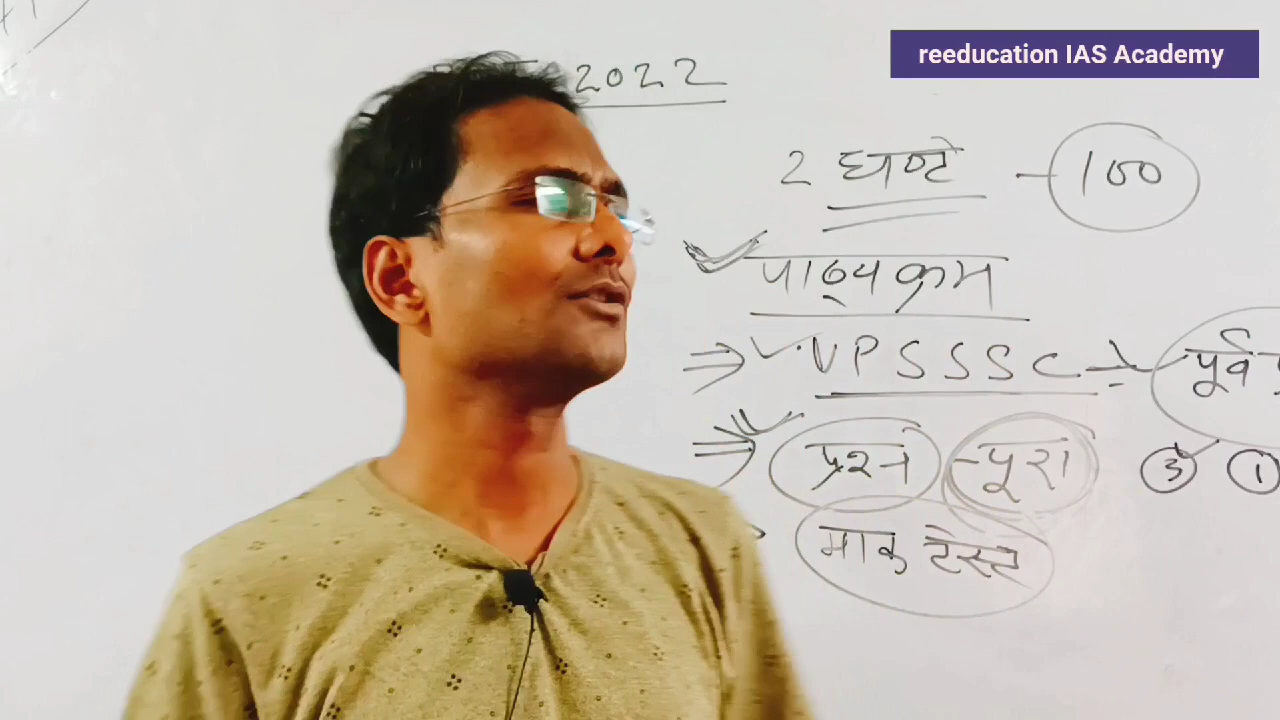 reeducation IAS Academy
2022
2 घण्टे - 100
पाठ्यक्रम
UPSSSC पूर्व
प्रश्न - पूरा ③ ①
माक टेस्ट